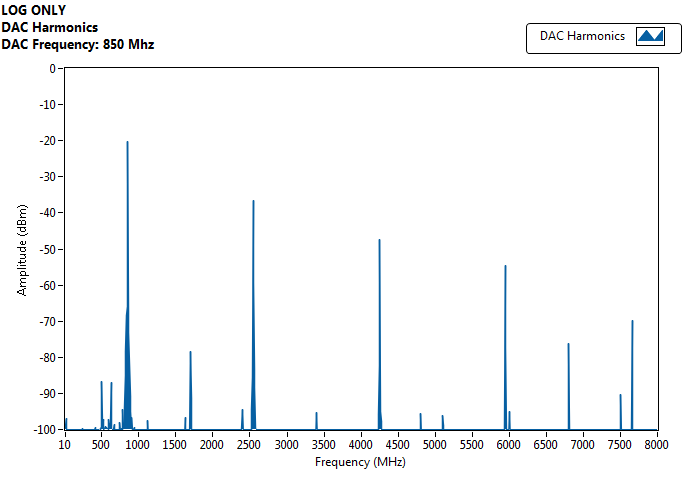 LOG ONLY
DAC Harmonics
DAC Frequency: 850 Mhz
DAC Harmonics
0
-10
-20
-30
-40
-50
-60
-70
-80
-90
-100
Amplitude (dBm)
10 500 1000 1500 2000 2500 3000 3500 4000 4500 5000 5500 6000 6500 7000 7500 8000
Frequency (MHz)